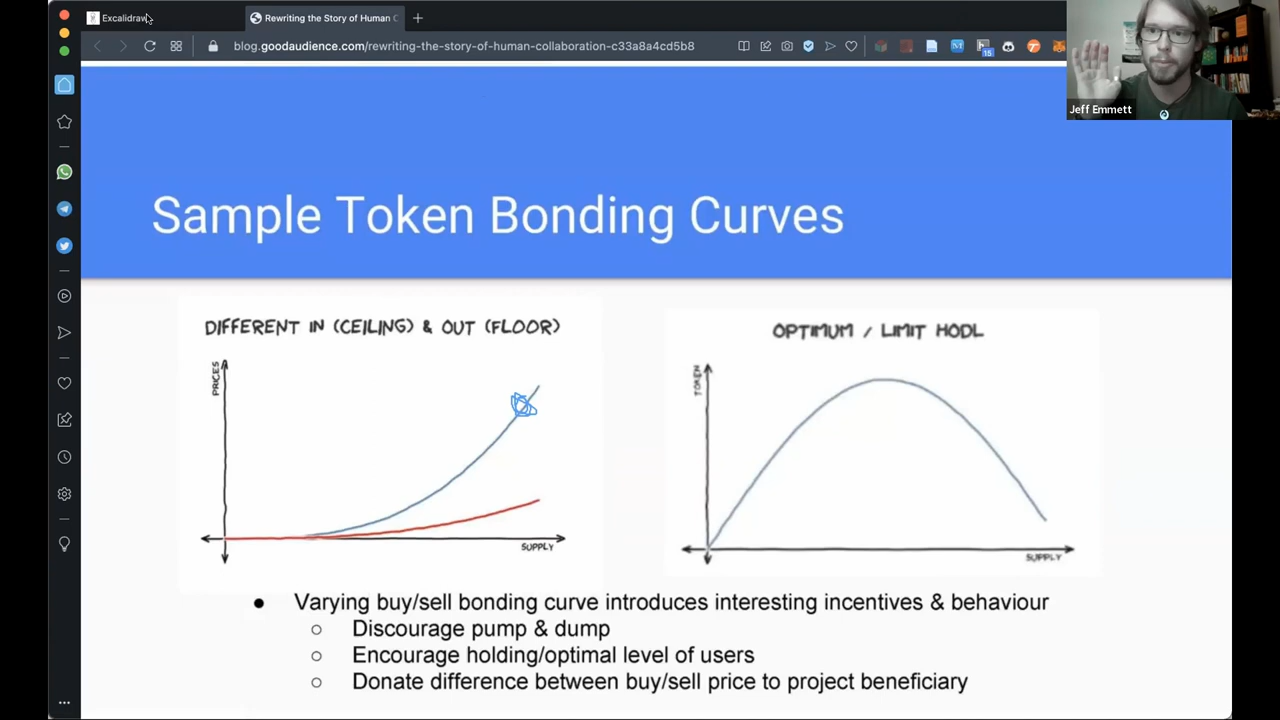 Excalidraw
Rewriting the Story of Human C
blog.goodaudience.com/rewriting-the-story-of-human-collaboration-c33a8a4cd5b8
15
Jeff Emmett
Sample Token Bonding Curves
DIFFERENT IN (CEILING) & OUT (FLOOR)
PRICES
SUPPLY
OPTIMUM / LIMIT HODL
TOKEN
SUPPLY
● Varying buy/sell bonding curve introduces interesting incentives & behaviour
○ Discourage pump & dump
○ Encourage holding/optimal level of users
○ Donate difference between buy/sell price to project beneficiary